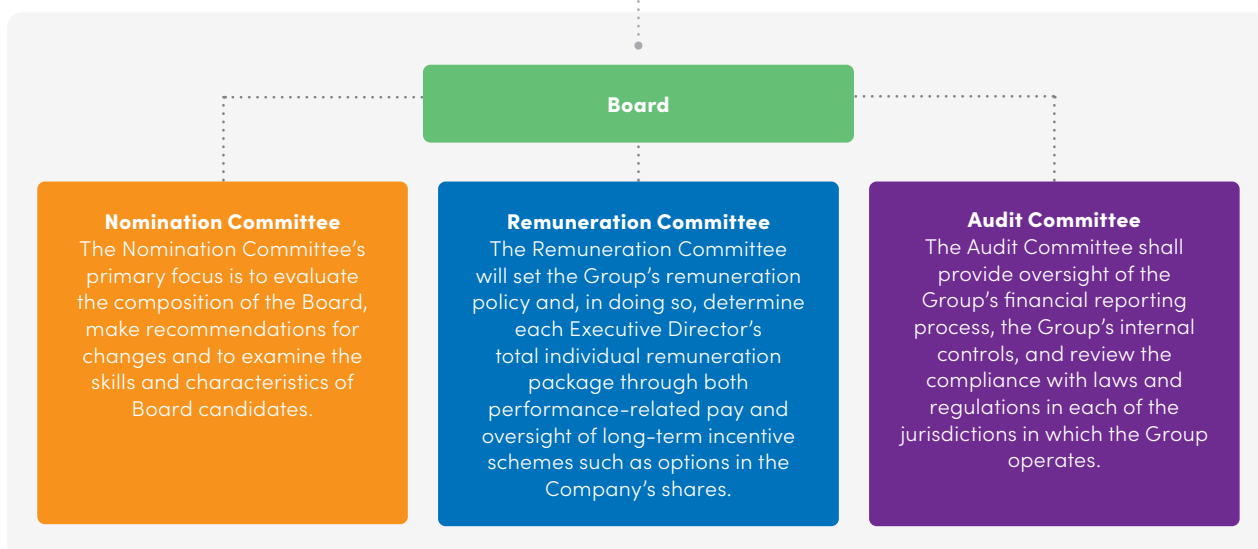 Board
Nomination Committee
The Nomination Committee’s
primary focus is to evaluate
the composition of the Board,
make recommendations for
changes and to examine the
skills and characteristics of
Board candidates.
Remuneration Committee
The Remuneration Committee
will set the Group’s remuneration
policy and, in doing so, determine
each Executive Director’s
total individual remuneration
package through both
performance-related pay and
oversight of long-term incentive
schemes such as options in the
Company’s shares.
Audit Committee
The Audit Committee shall
provide oversight of the
Group’s financial reporting
process, the Group’s internal
controls, and review the
compliance with laws and
regulations in each of the
jurisdictions in which the Group
operates.